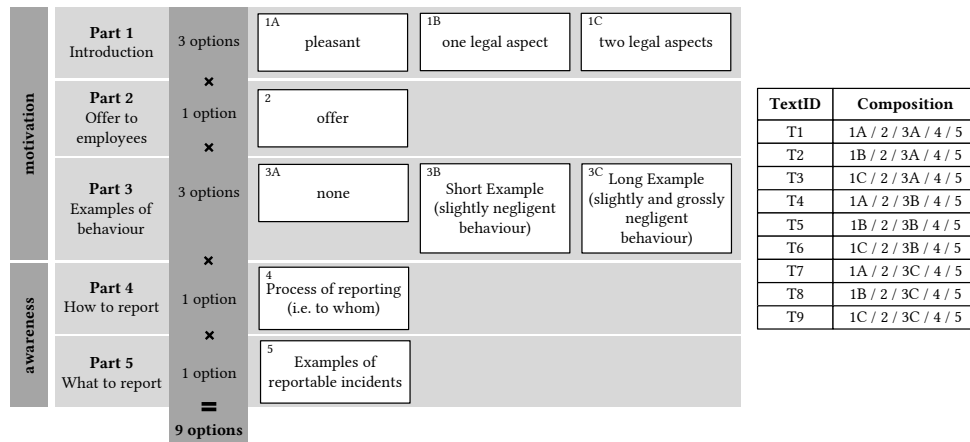 motivation
Part 1
Introduction
3 options
1A
pleasant
1B
one legal aspect
1C
two legal aspects
×
Part 2
Offer to
employees
1 option
2
offer
×
Part 3
Examples of
behaviour
3 options
3A
none
3B
Short Example
(slightly negligent
behaviour)
3C
Long Example
(slightly and grossly
negligent
behaviour)
×
awareness
Part 4
How to report
1 option
4
Process of reporting
(i.e. to whom)
×
Part 5
What to report
1 option
5
Examples of
reportable incidents
=
9 options
TextID Composition
T1 1A / 2 / 3A / 4 / 5
T2 1B / 2 / 3A / 4 / 5
T3 1C / 2 / 3A / 4 / 5
T4 1A / 2 / 3B / 4 / 5
T5 1B / 2 / 3B / 4 / 5
T6 1C / 2 / 3B / 4 / 5
T7 1A / 2 / 3C / 4 / 5
T8 1B / 2 / 3C / 4 / 5
T9 1C / 2 / 3C / 4 / 5